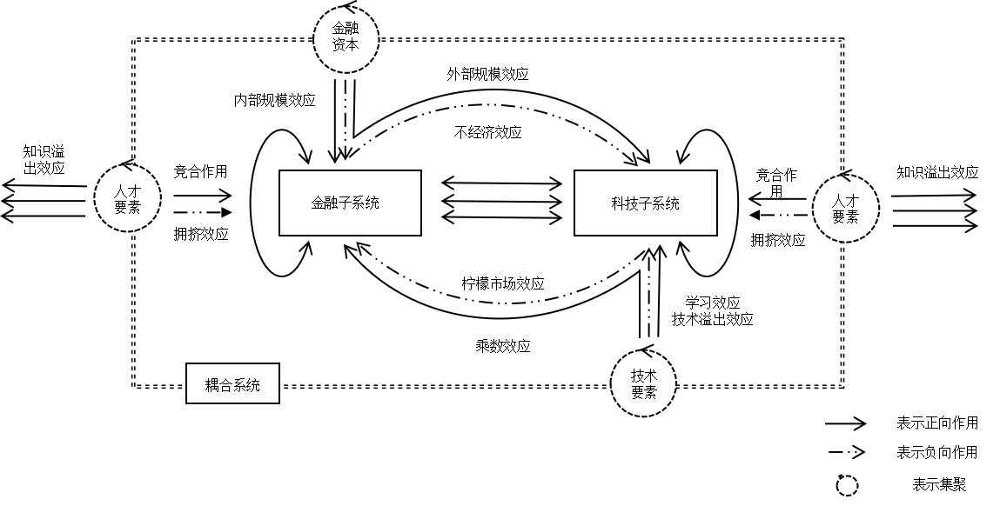 金融
资本
外部规模效应
内部规模效应
不经济效应
知识溢
出效应
竞合作用
人才
要素
拥挤效应
金融子系统
科技子系统
竞合作
用
拥挤效应
人才
要素
知识溢出效应
柠檬市场效应
学习效应
技术溢出效应
乘数效应
技术
要素
耦合系统
表示正向作用
表示负向作用
表示集聚